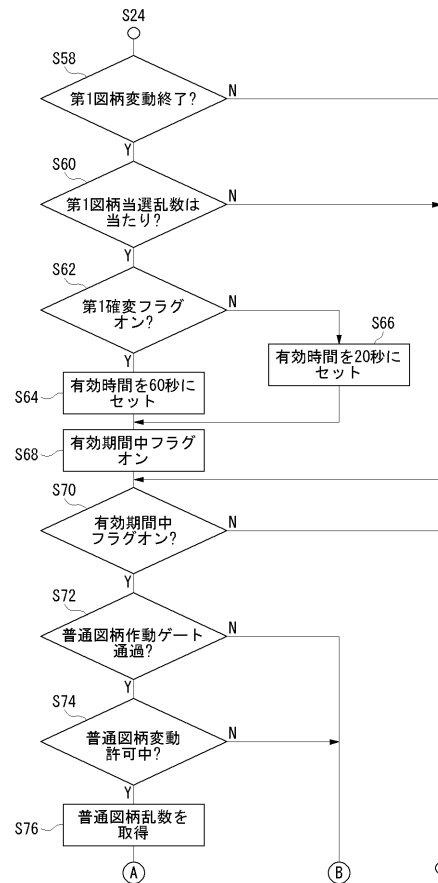 S24
S58
第1図柄変動終了?
N
Y
S60
第1図柄当選乱数は
当たり?
N
Y
S62
第1確変フラグ
オン?
N
Y
S66
有効時間を20秒に
セット
S64
有効時間を60秒に
セット
S68
有効期間中フラグ
オン
S70
有効期間中
フラグオン?
N
Y
S72
普通図柄作動ゲート
通過?
N
Y
S74
普通図柄変動
許可中?
N
Y
S76
普通図柄乱数を
取得
A
B